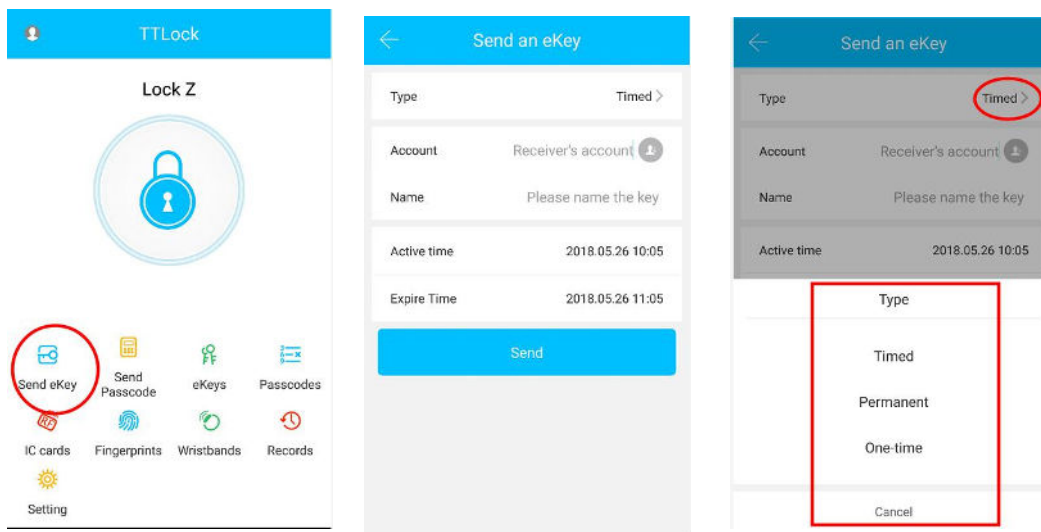 TTLock
Lock Z
Send eKey
Send
Passcode
eKeys
Passcodes
RF
IC cards
Fingerprints
Wristbands
Records
Setting
Send an eKey
Type Timed >
Account Receiver's account
Name Please name the key
Active time 2018.05.26 10:05
Expire Time 2018.05.26 11:05
Send
Send an eKey
Type Timed >
Account Receiver's account
Name Please name the key
Active time 2018.05.26 10:05
Type
Timed
Permanent
One-time
Cancel